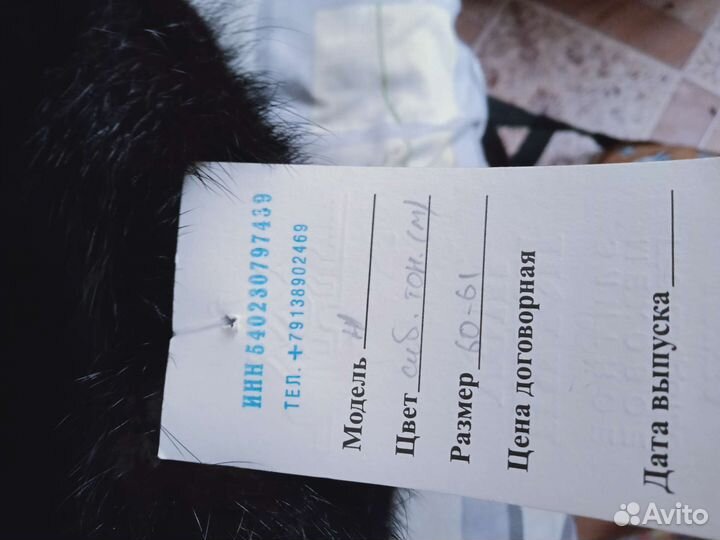 ИНН 540230797439
ТЕЛ. +79138902469
Модель Н
Цвет сиб. тон. (м)
Размер 60-61
Цена договорная
Дата выпуска
Avito